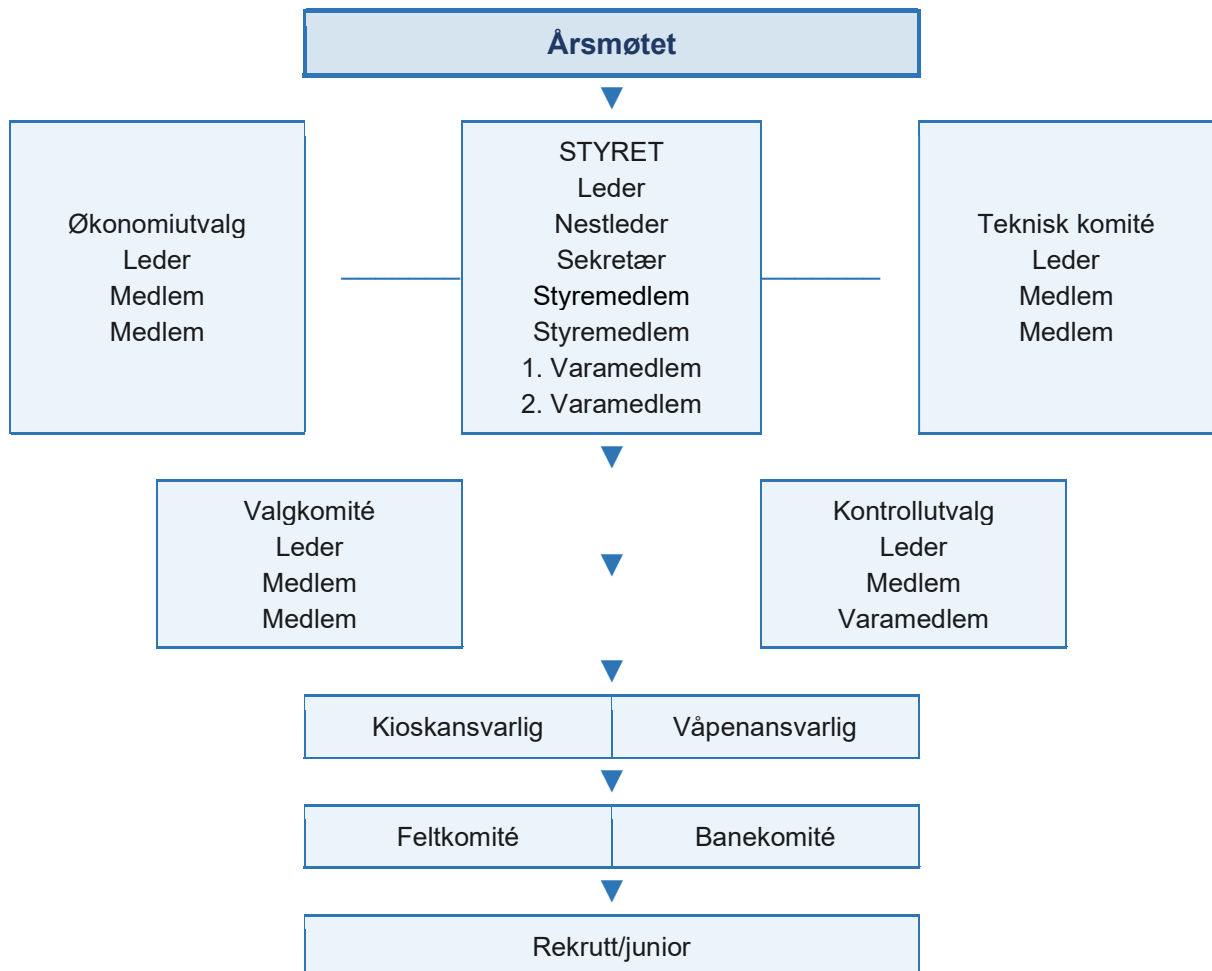 Årsmøtet
Økonomiutvalg
Leder
Medlem
Medlem
STYRET
Leder
Nestleder
Sekretær
Styremedlem
Styremedlem
1. Varamedlem
2. Varamedlem
Teknisk komité
Leder
Medlem
Medlem
Valgkomité
Leder
Medlem
Medlem
Kontrollutvalg
Leder
Medlem
Varamedlem
Kioskansvarlig
Våpenansvarlig
Feltkomité
Banekomité
Rekrutt/junior